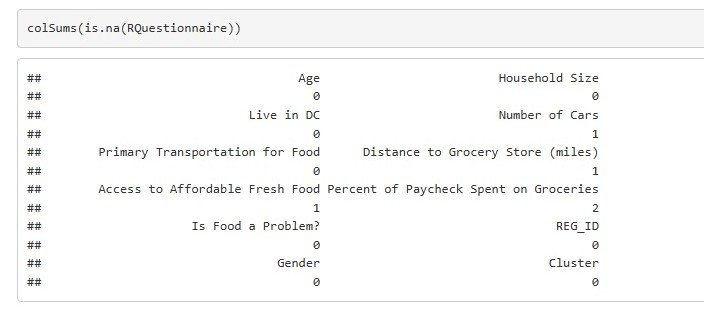 colSums(is.na(RQuestionnaire))
## Age Household Size
## 0 0
## Live in DC Number of Cars
## 0 1
## Primary Transportation for Food Distance to Grocery Store (miles)
## 0 1
## Access to Affordable Fresh Food Percent of Paycheck Spent on Groceries
## 1 2
## Is Food a Problem? REG_ID
## 0 0
## Gender Cluster
## 0 0